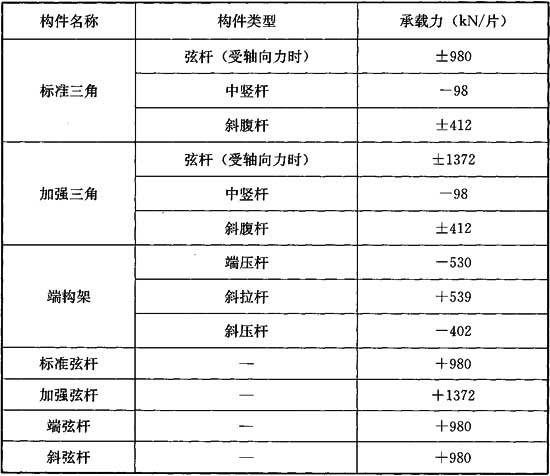 构件名称 构件类型 承载力（kN/片）
标准三角 弦杆（受轴向力时） ±980
中竖杆 −98
斜腹杆 ±412
加强三角 弦杆（受轴向力时） ±1372
中竖杆 −98
斜腹杆 ±412
端构架 端压杆 −530
斜拉杆 +539
斜压杆 −402
标准弦杆 — +980
加强弦杆 — +1372
端弦杆 — +980
斜弦杆 — +980